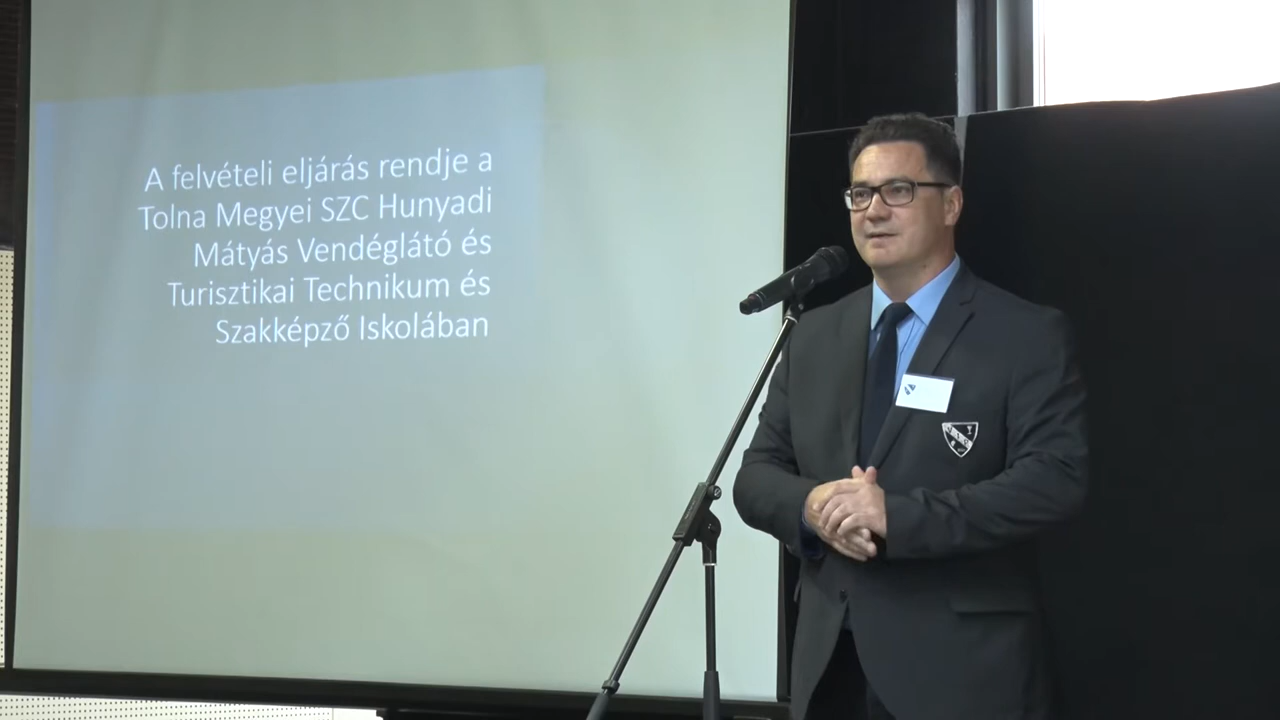 A felvételi eljárás rendje a
Tolna Megyei SZC Hunyadi
Mátyás Vendéglátó és
Turisztikai Technikum és
Szakképző Iskolában